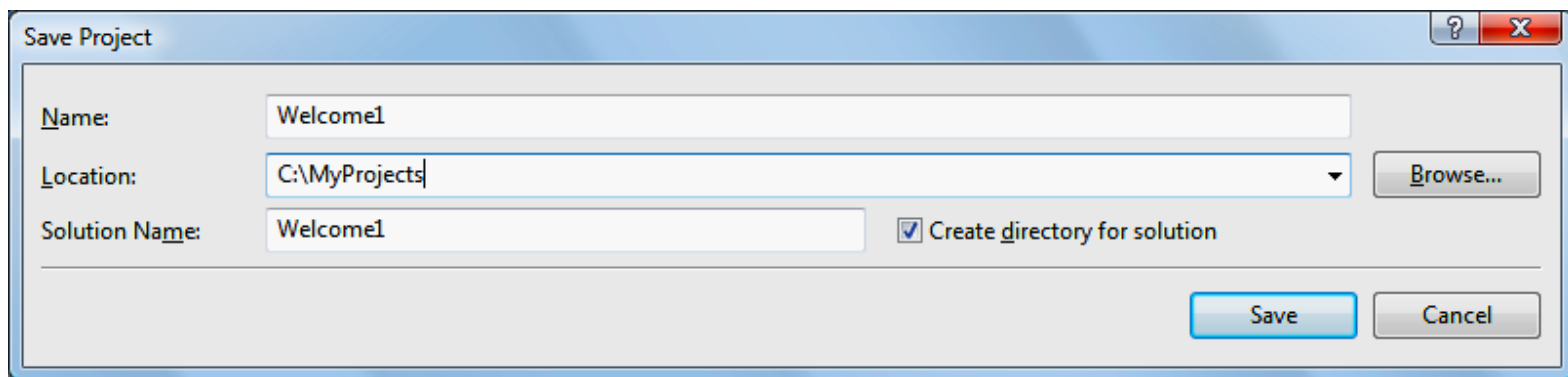 Save Project
?
X
Name: Welcome1
Location: C:\MyProjects Browse...
Solution Name: Welcome1 Create directory for solution
Save Cancel